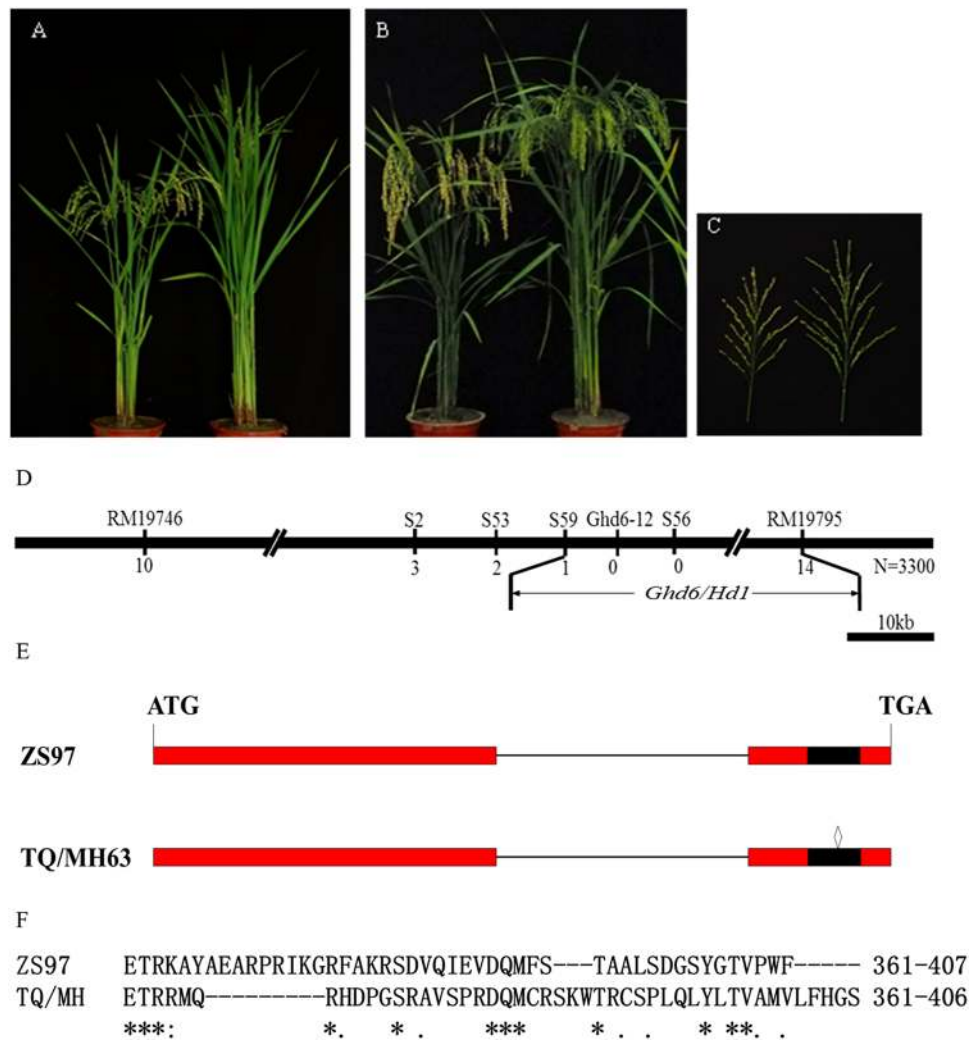 A
B
C
D
RM19746 S2 S53 S59 Ghd6-12 S56 RM19795
10 3 2 1 0 0 14 N=3300
Ghd6/Hd1
10kb
E
ATG TGA
ZS97
TQ/MH63
F
ZS97 ETRKAYAEARPRIKGRFAKRSDVQIEVDQMFS---TAALSDGSYGTVPWF----- 361-407
TQ/MH ETRRMQ---------RHDPGSRAVSPRDQMCRSKWTRCSPLQLYLTVAMVLFHGS 361-406
***: *. * . *** * . . * **. .